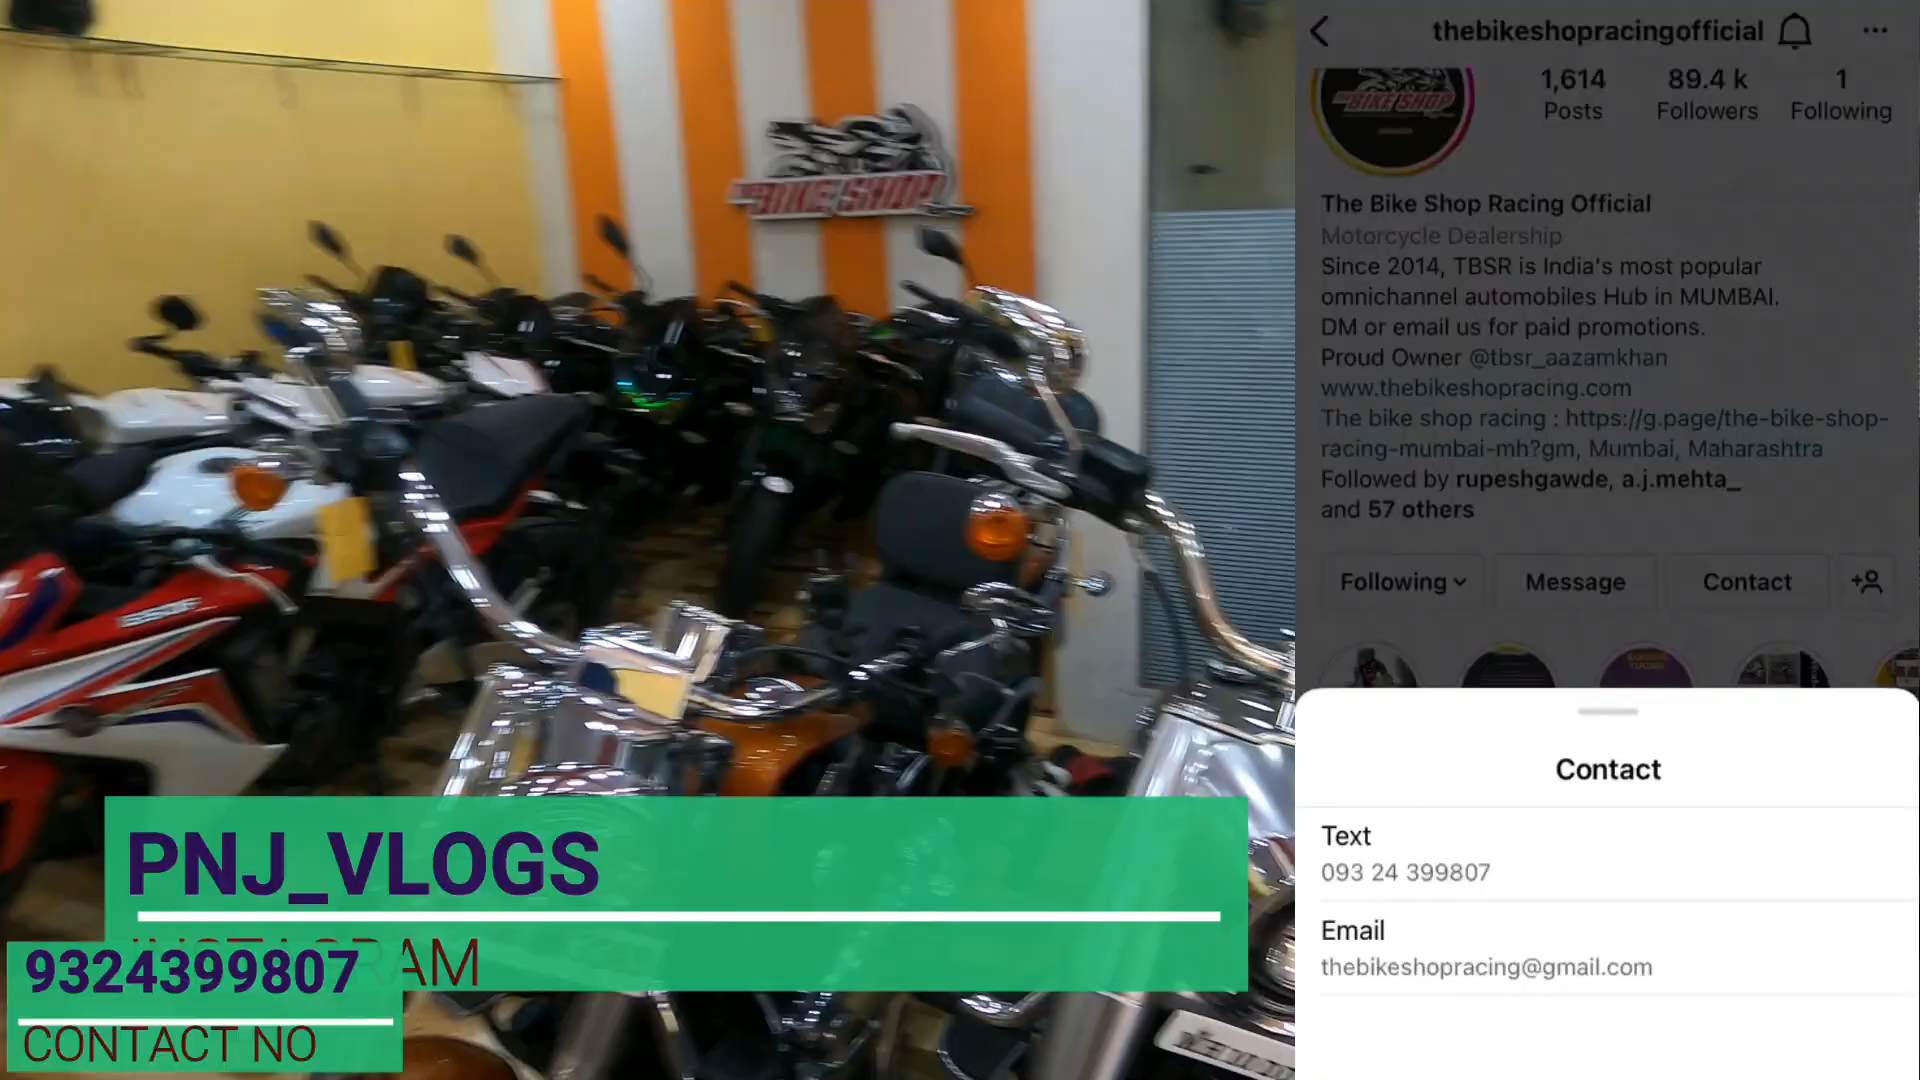 BIKE SHOP
PNJ_VLOGS
9324399807
CONTACT NO
thebikeshopracingofficial
BIKE SHOP
1,614
Posts
89.4 k
Followers
1
Following
The Bike Shop Racing Official
Motorcycle Dealership
Since 2014, TBSR is India's most popular
omnichannel automobiles Hub in MUMBAI.
DM or email us for paid promotions.
Proud Owner @tbsr_aazamkhan
www.thebikeshopracing.com
The bike shop racing : https://g.page/the-bike-shop-
racing-mumbai-mh?gm, Mumbai, Maharashtra
Followed by rupeshgawde, a.j.mehta_
and 57 others
Following
Message
Contact
Contact
Text
093 24 399807
Email
thebikeshopracing@gmail.com